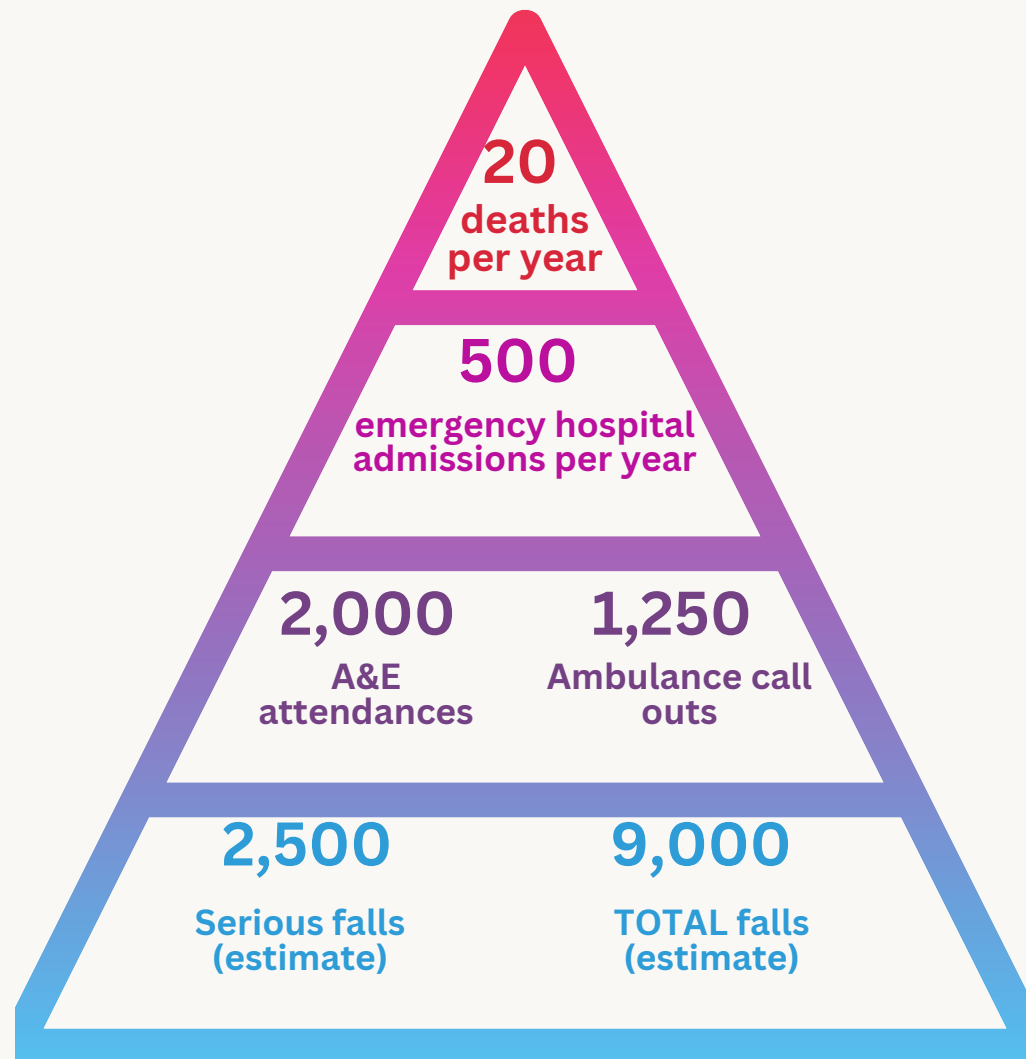 20
deaths
per year
500
emergency hospital
admissions per year
2,000
A&E
attendances
1,250
Ambulance call
outs
2,500
Serious falls
(estimate)
9,000
TOTAL falls
(estimate)